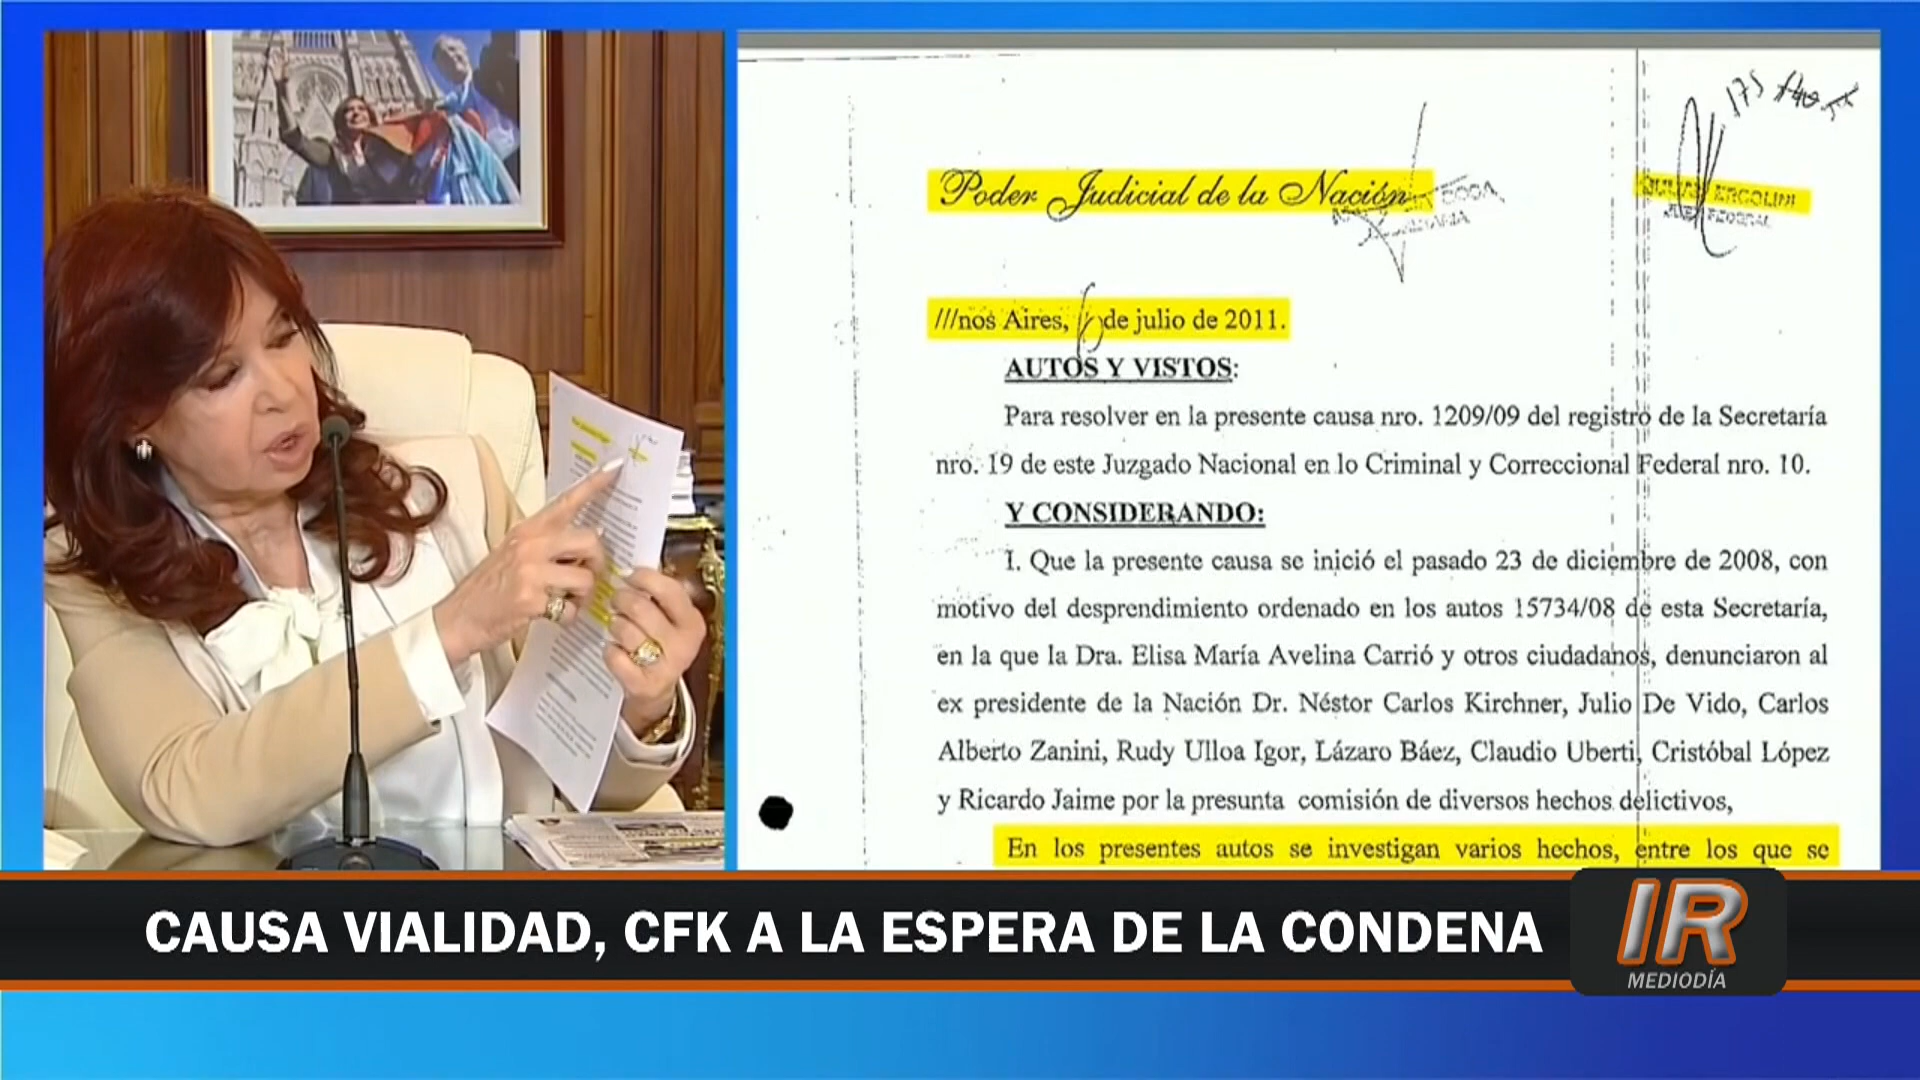 175
Poder Judicial de la Nación
JULIAN ERCOLINI
JUEZ FEDERAL
///nos Aires, 6 de julio de 2011.
AUTOS Y VISTOS:
Para resolver en la presente causa nro. 1209/09 del registro de la Secretaría
nro. 19 de este Juzgado Nacional en lo Criminal y Correccional Federal nro. 10.
Y CONSIDERANDO:
I. Que la presente causa se inició el pasado 23 de diciembre de 2008, con
motivo del desprendimiento ordenado en los autos 15734/08 de esta Secretaría,
en la que la Dra. Elisa María Avelina Carrió y otros ciudadanos, denunciaron al
ex presidente de la Nación Dr. Néstor Carlos Kirchner, Julio De Vido, Carlos
Alberto Zanini, Rudy Ulloa Igor, Lázaro Báez, Claudio Uberti, Cristóbal López
y Ricardo Jaime por la presunta comisión de diversos hechos delictivos,
En los presentes autos se investigan varios hechos, entre los que se
CAUSA VIALIDAD, CFK A LA ESPERA DE LA CONDENA
IR
MEDIODÍA